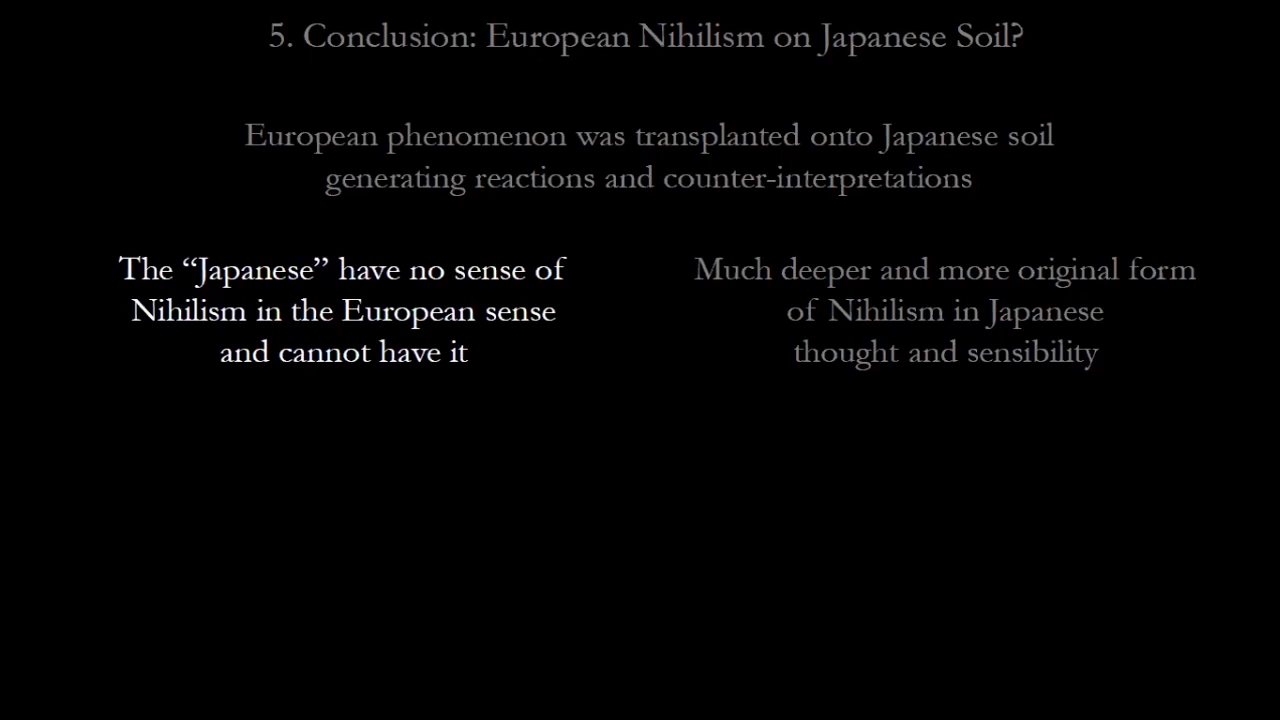 5. Conclusion: European Nihilism on Japanese Soil?
European phenomenon was transplanted onto Japanese soil
generating reactions and counter-interpretations
The “Japanese” have no sense of
Nihilism in the European sense
and cannot have it
Much deeper and more original form
of Nihilism in Japanese
thought and sensibility